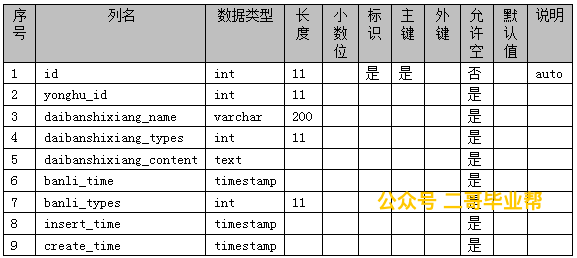 序号 列名 数据类型 长度 小数位 标识 主键 外键 允许空 默认值 说明
1 id int 11 是 是 否 auto
2 yonghu_id int 11 是
3 daibanshixiang_name varchar 200 是
4 daibanshixiang_types int 11 是
5 daibanshixiang_content text 是
6 banli_time timestamp 是
7 banli_types int 11 是
8 insert_time timestamp 是
9 create_time timestamp 是
公众号 二哥毕业帮